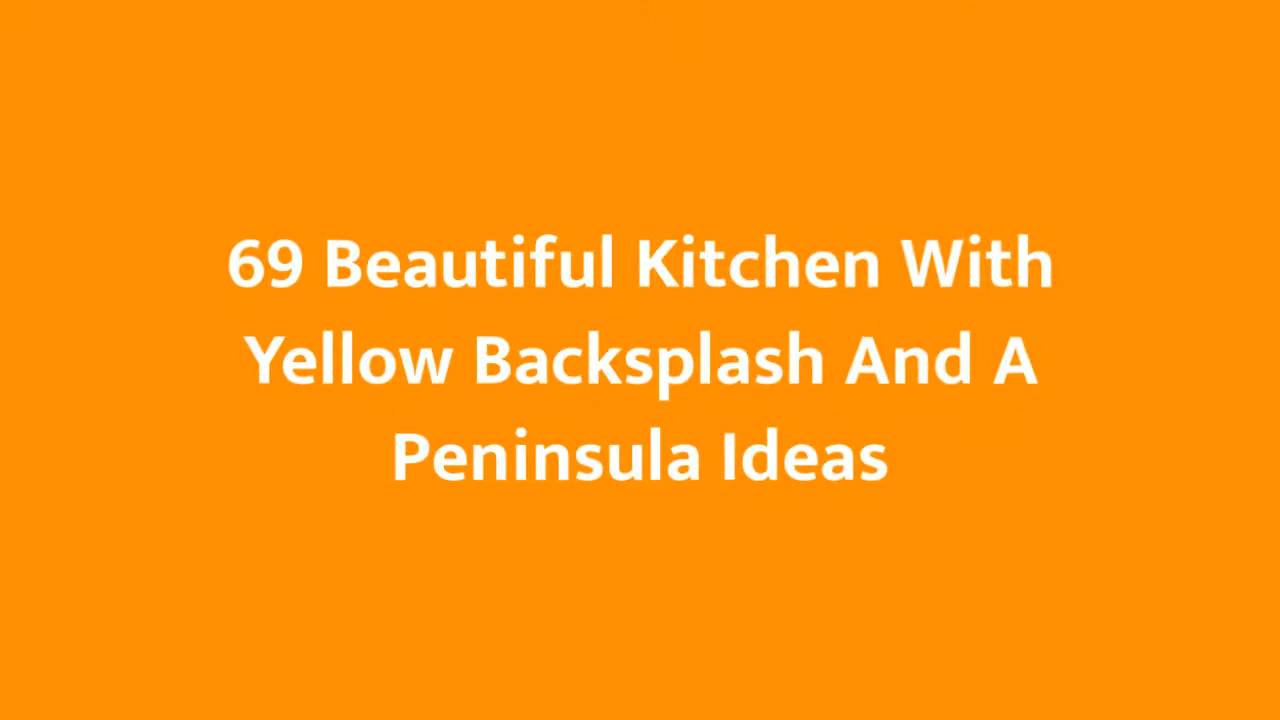 69 Beautiful Kitchen With
Yellow Backsplash And A
Peninsula Ideas